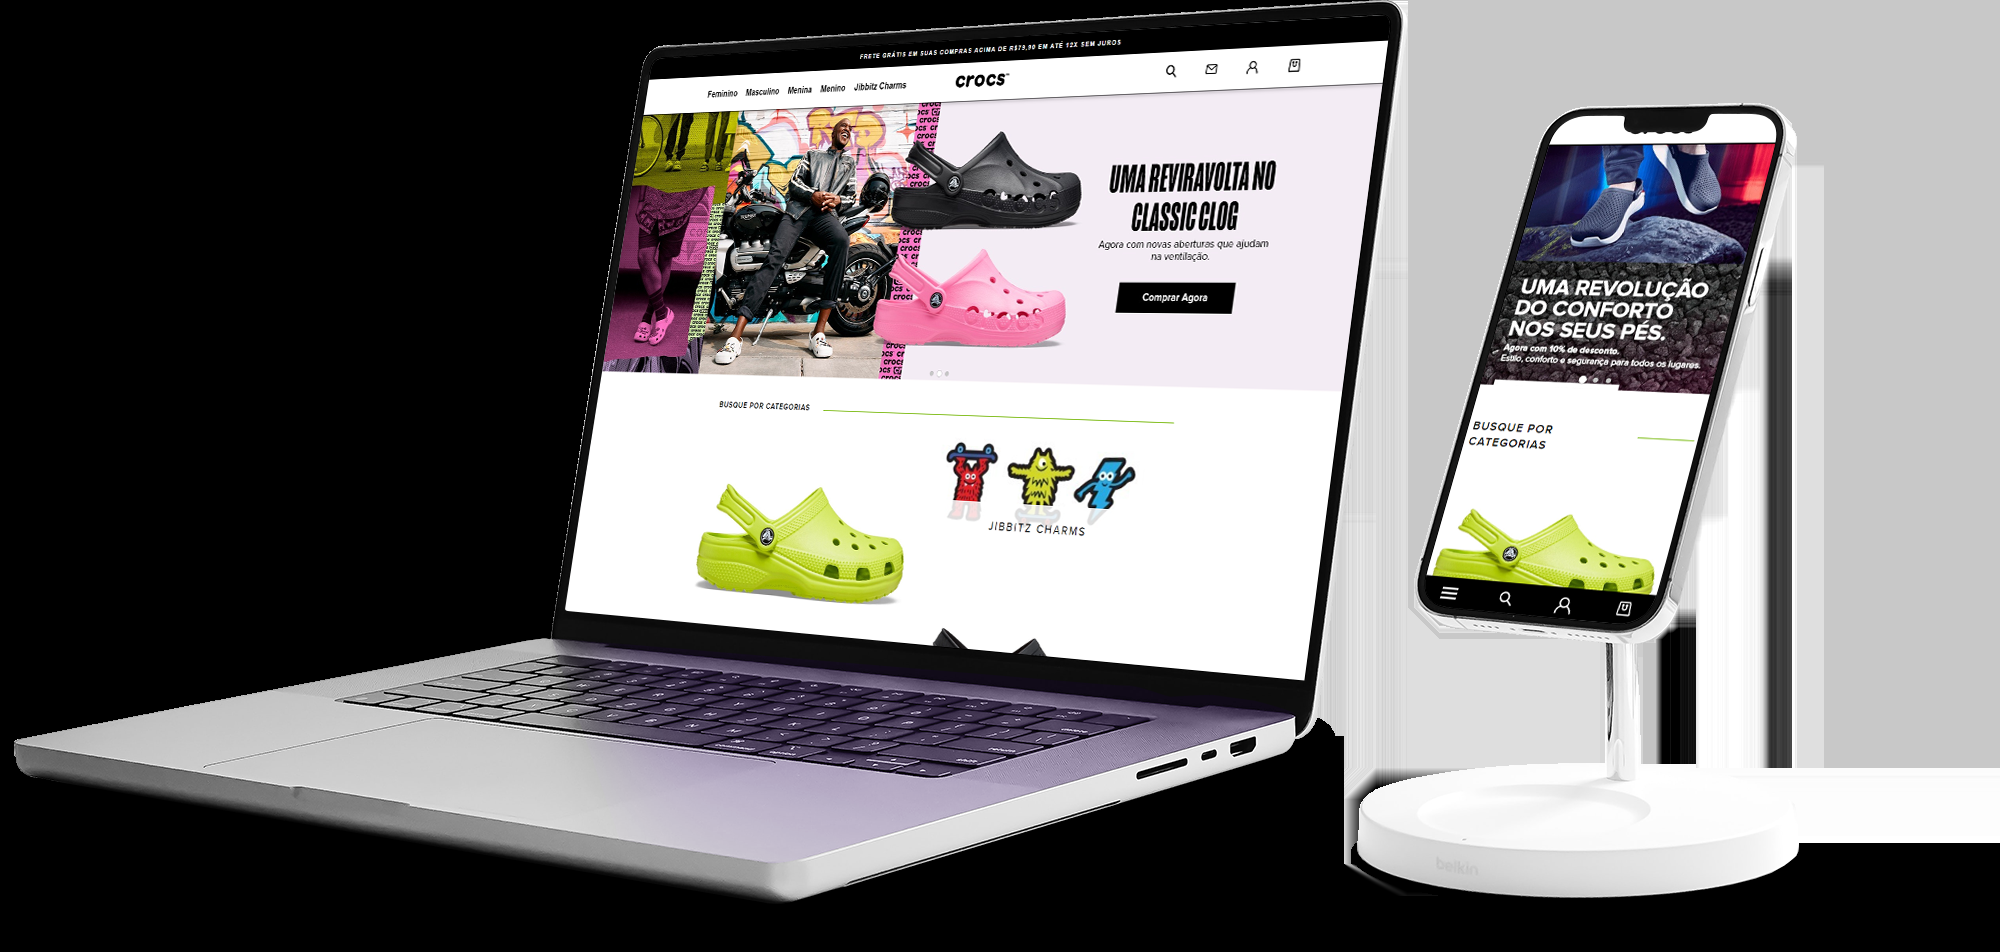 FRETE GRÁTIS EM SUAS COMPRAS ACIMA DE R$79,90 EM ATÉ 12X SEM JUROS
Feminino Masculino Menina Menino Jibbitz Charms
crocs™
UMA REVIRAVOLTA NO
CLASSIC CLOG
Agora com novas aberturas que ajudam
na ventilação.
Comprar Agora
BUSQUE POR CATEGORIAS
JIBBITZ CHARMS
UMA REVOLUÇÃO
DO CONFORTO
NOS SEUS PÉS.
Agora com 10% de desconto.
Estilo, conforto e segurança para todos os lugares.
BUSQUE POR
CATEGORIAS
belkin